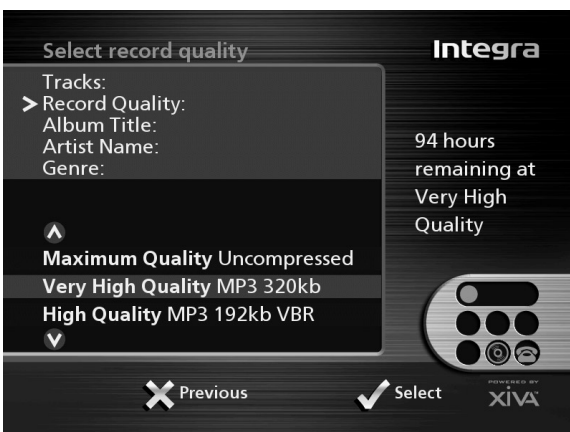 Select record quality
Integra
Tracks:
Record Quality:
Album Title:
Artist Name:
Genre:
94 hours
remaining at
Very High
Quality
Maximum Quality Uncompressed
Very High Quality MP3 320kb
High Quality MP3 192kb VBR
Previous
Select
POWERED BY
XiVA